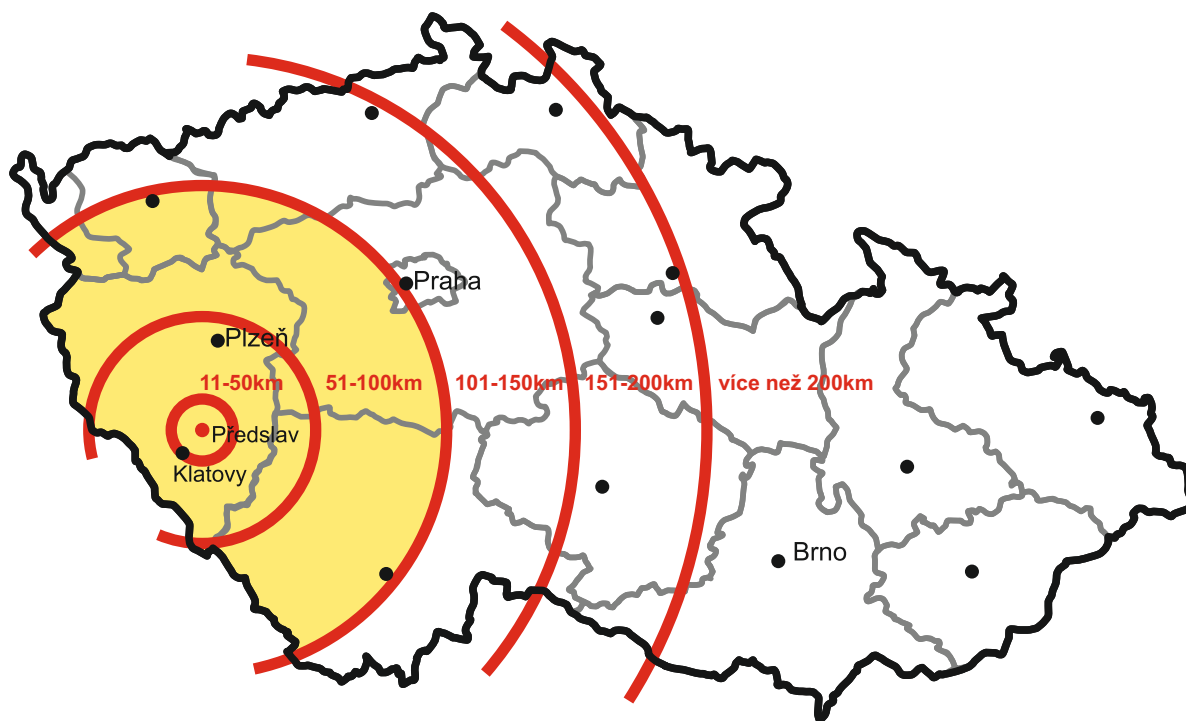 Praha
Plzeň
11-50km
51-100km
101-150km
151-200km
více než 200km
Předslav
Klatovy
Brno